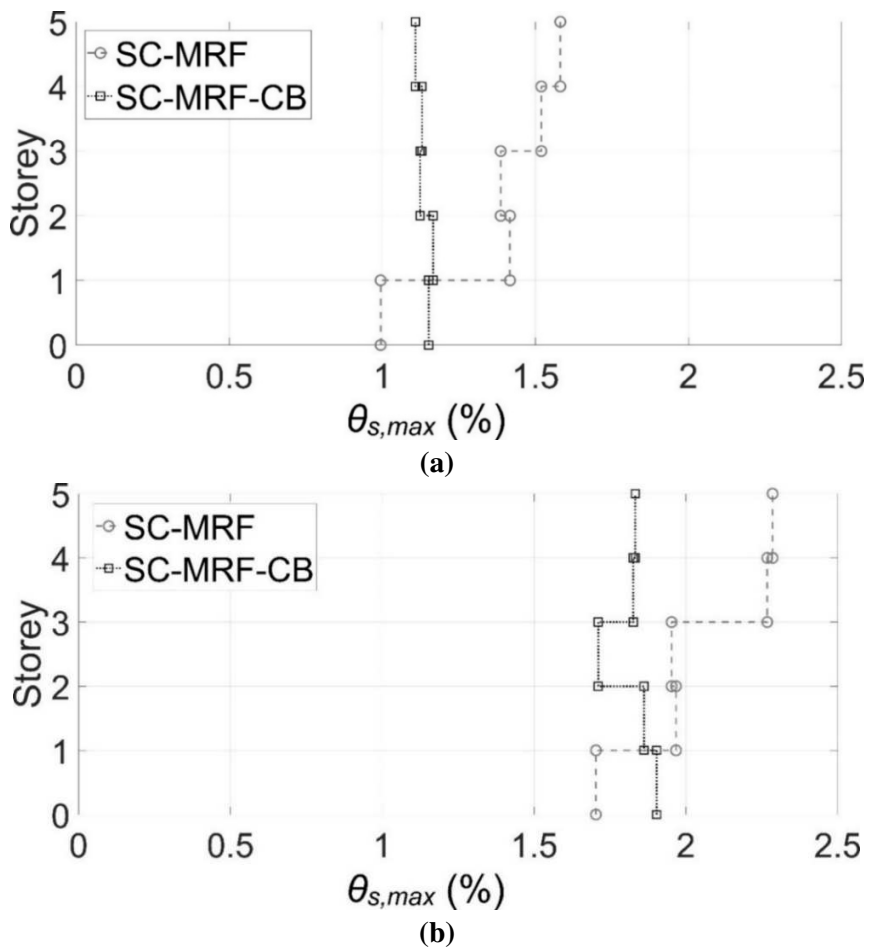 5
4
3
2
1
0
Storey
SC-MRF
SC-MRF-CB
0 0.5 1 1.5 2 2.5
θs,max (%)
(a)
5
4
3
2
1
0
Storey
SC-MRF
SC-MRF-CB
0 0.5 1 1.5 2 2.5
θs,max (%)
(b)